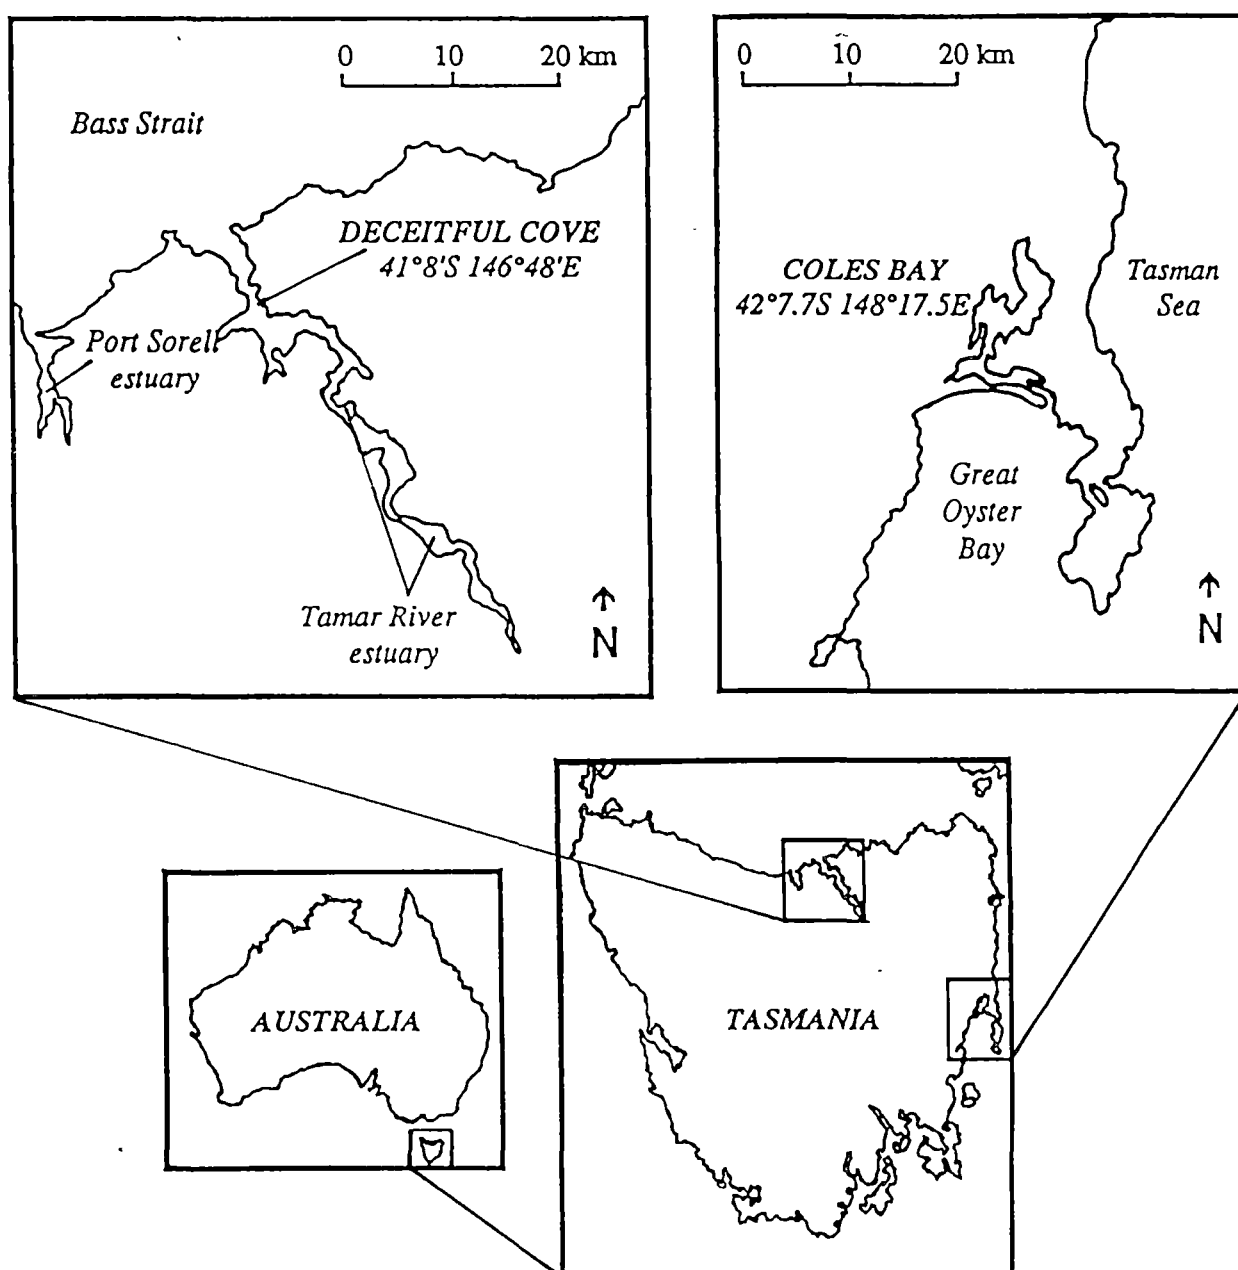 0 10 20 km
Bass Strait
DECEITFUL COVE
41°8'S 146°48'E
Port Sorell
estuary
Tamar River
estuary
N
0 10 20 km
COLES BAY
42°7.7S 148°17.5E
Tasman
Sea
Great
Oyster
Bay
N
AUSTRALIA
TASMANIA